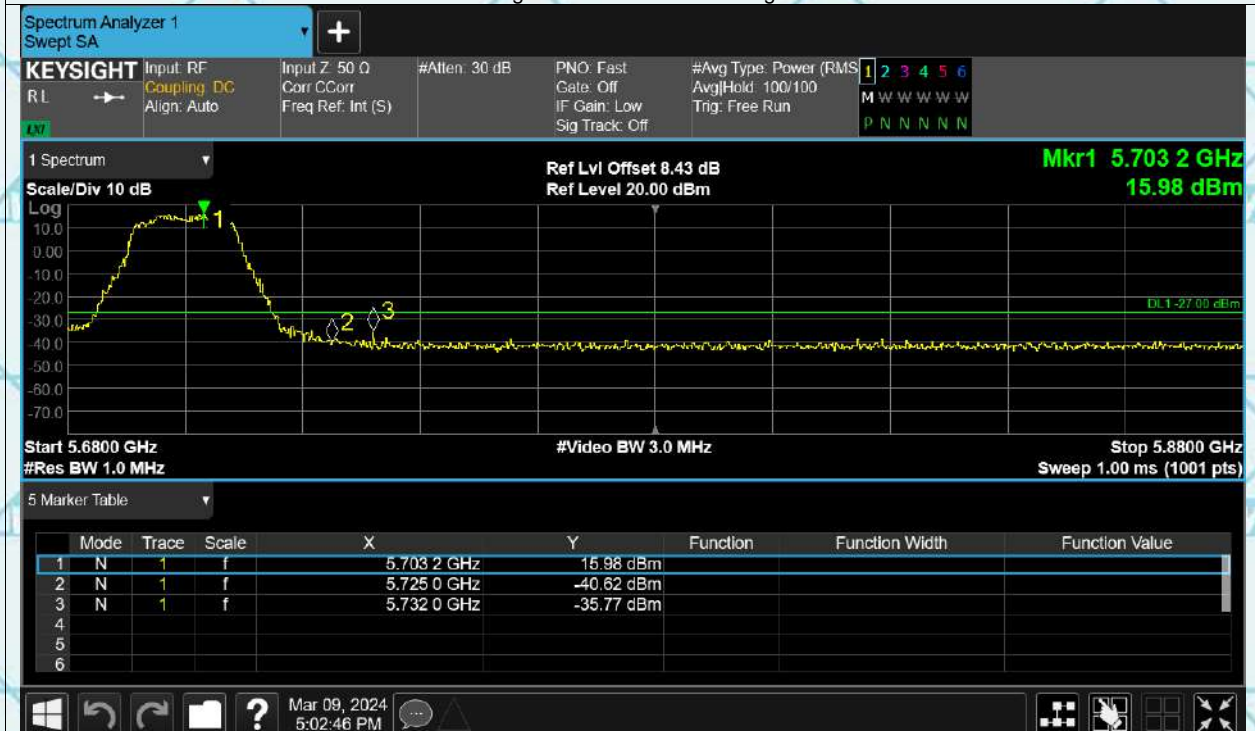 Spectrum Analyzer 1
Swept SA
+
KEYSIGHT Input: RF Input Z: 50 Ω #Atten: 30 dB PNO: Fast #Avg Type: Power (RMS 1 2 3 4 5 6
RL Coupling: DC Corr CCorr Gate: Off Avg|Hold: 100/100 M W W W W W
Align: Auto Freq Ref: Int (S) IF Gain: Low Trig: Free Run P N N N N N
LXI Sig Track: Off
1 Spectrum Ref Lvl Offset 8.43 dB Mkr1 5.703 2 GHz
Scale/Div 10 dB Ref Level 20.00 dBm 15.98 dBm
Log
10.0 1
0.00
-10.0
-20.0 DL1 -27.00 dBm
-30.0 2 3
-40.0
-50.0
-60.0
-70.0
Start 5.6800 GHz #Video BW 3.0 MHz Stop 5.8800 GHz
#Res BW 1.0 MHz Sweep 1.00 ms (1001 pts)
5 Marker Table
Mode Trace Scale X Y Function Function Width Function Value
1 N 1 f 5.703 2 GHz 15.98 dBm
2 N 1 f 5.725 0 GHz -40.62 dBm
3 N 1 f 5.732 0 GHz -35.77 dBm
4
5
6
? Mar 09, 2024
5:02:46 PM